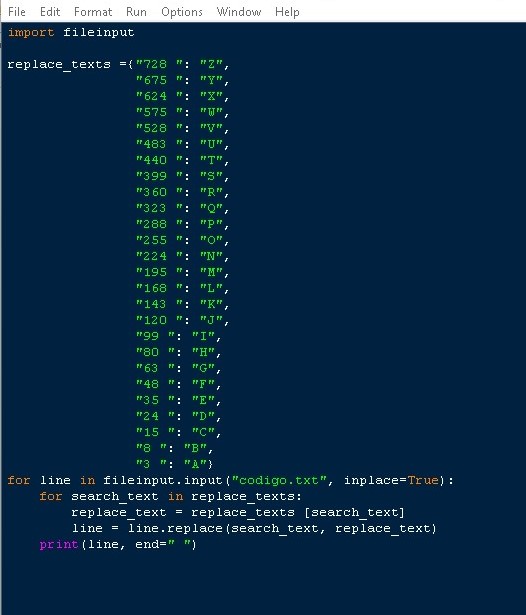 File Edit Format Run Options Window Help
import fileinput
replace_texts ={"728 ": "Z",
"675 ": "Y",
"624 ": "X",
"575 ": "W",
"528 ": "V",
"483 ": "U",
"440 ": "T",
"399 ": "S",
"360 ": "R",
"323 ": "Q",
"288 ": "P",
"255 ": "O",
"224 ": "N",
"195 ": "M",
"168 ": "L",
"143 ": "K",
"120 ": "J",
"99 ": "I",
"80 ": "H",
"63 ": "G",
"48 ": "F",
"35 ": "E",
"24 ": "D",
"15 ": "C",
"8 ": "B",
"3 ": "A"}
for line in fileinput.input("codigo.txt", inplace=True):
    for search_text in replace_texts:
        replace_text = replace_texts [search_text]
        line = line.replace(search_text, replace_text)
    print(line, end=" ")